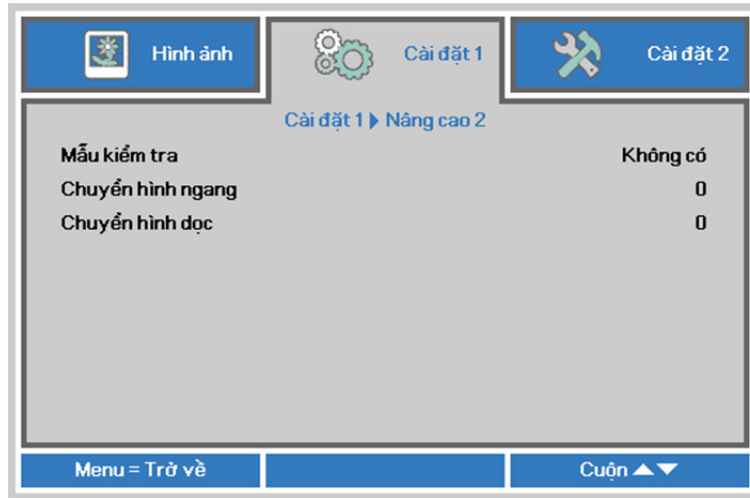 Hình ảnh
Cài đặt 1
Cài đặt 2
Cài đặt 1 ▶ Nâng cao 2
Mẫu kiểm tra Không có
Chuyển hình ngang 0
Chuyển hình dọc 0
Menu = Trở về
Cuộn ▲▼